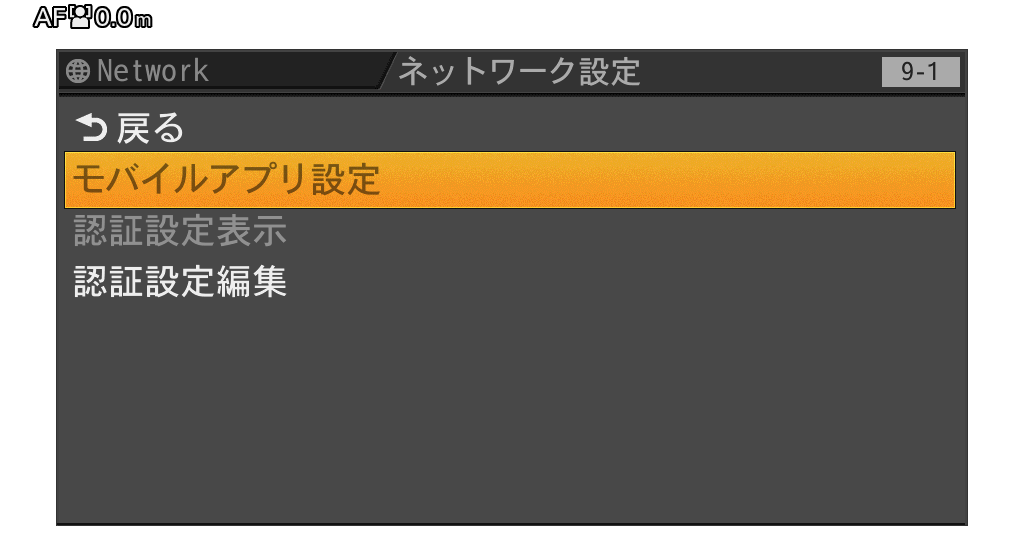 AF 0.0m
Network ネットワーク設定 9-1
戻る
モバイルアプリ設定
認証設定表示
認証設定編集